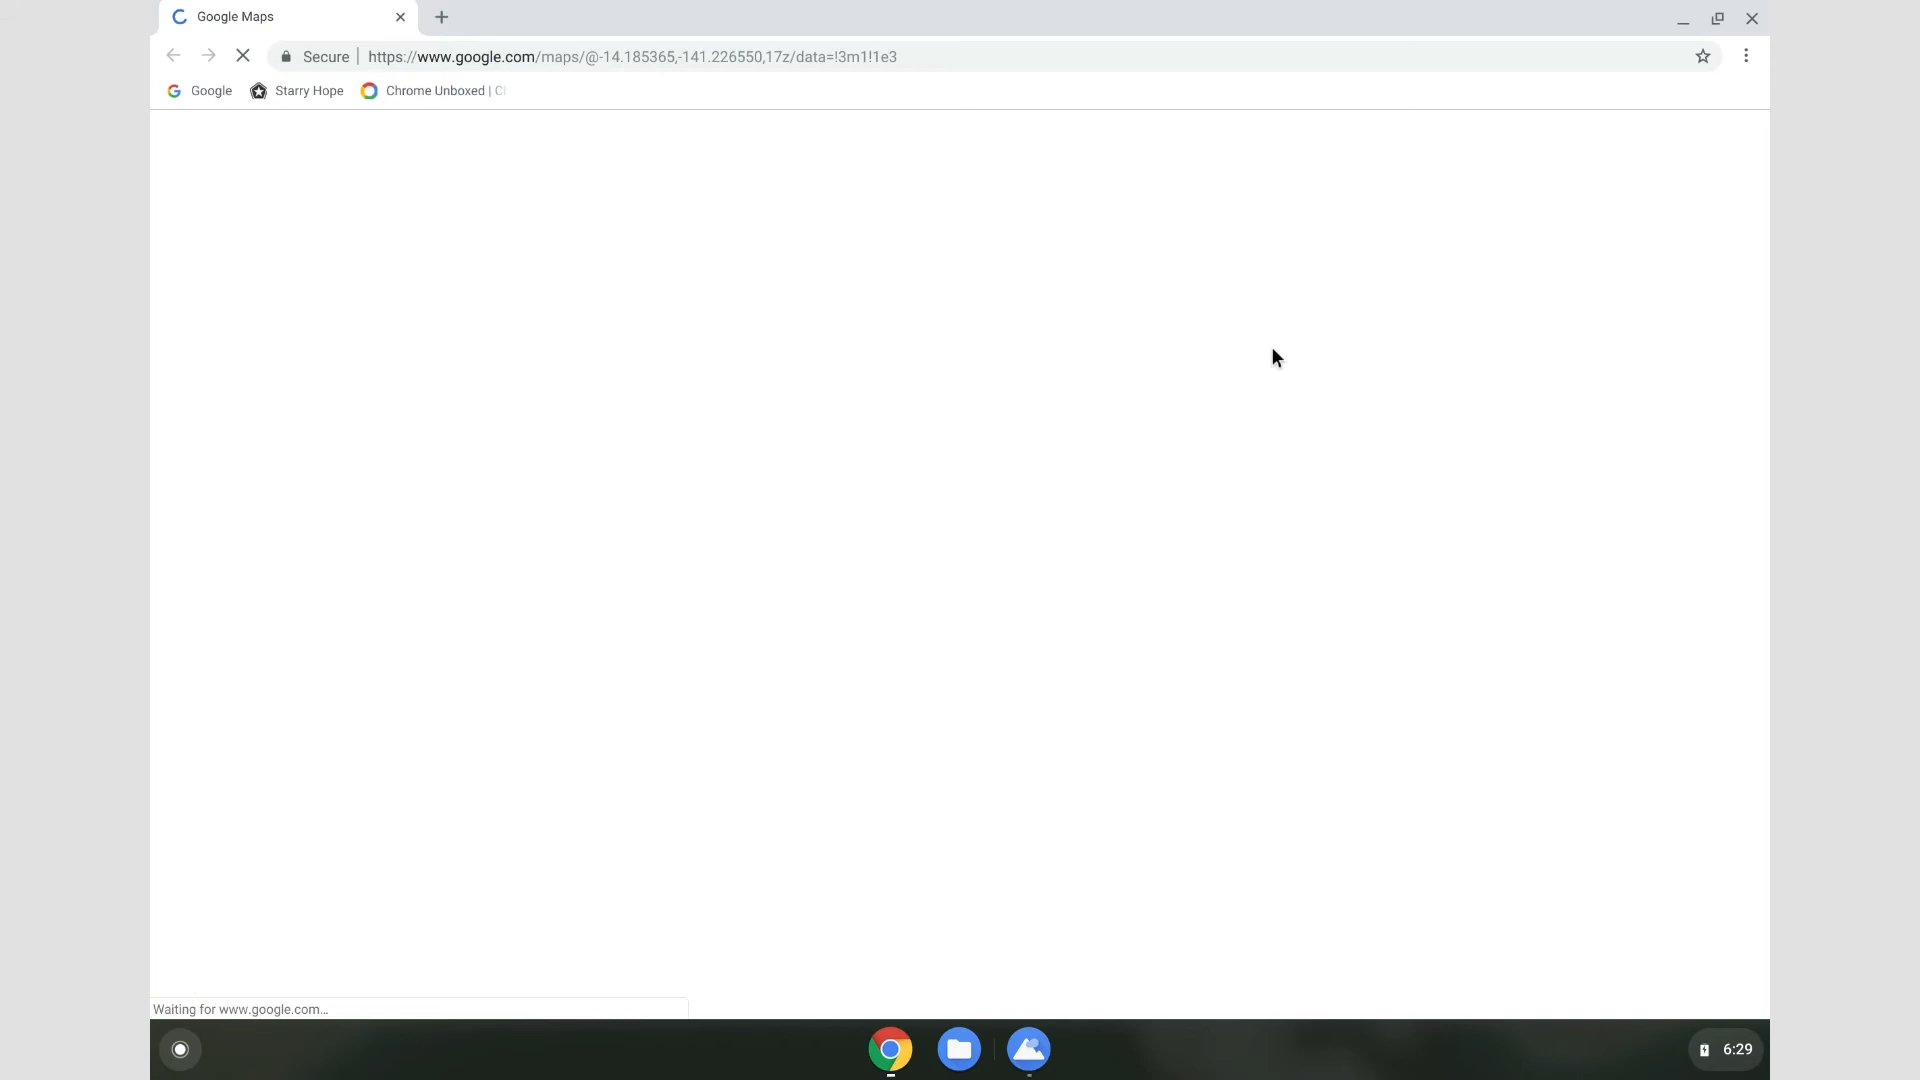 Google Maps
Secure | https://www.google.com/maps/@-14.185365,-141.226550,17z/data=!3m1!1e3
Google Starry Hope Chrome Unboxed |
Waiting for www.google.com...
6:29